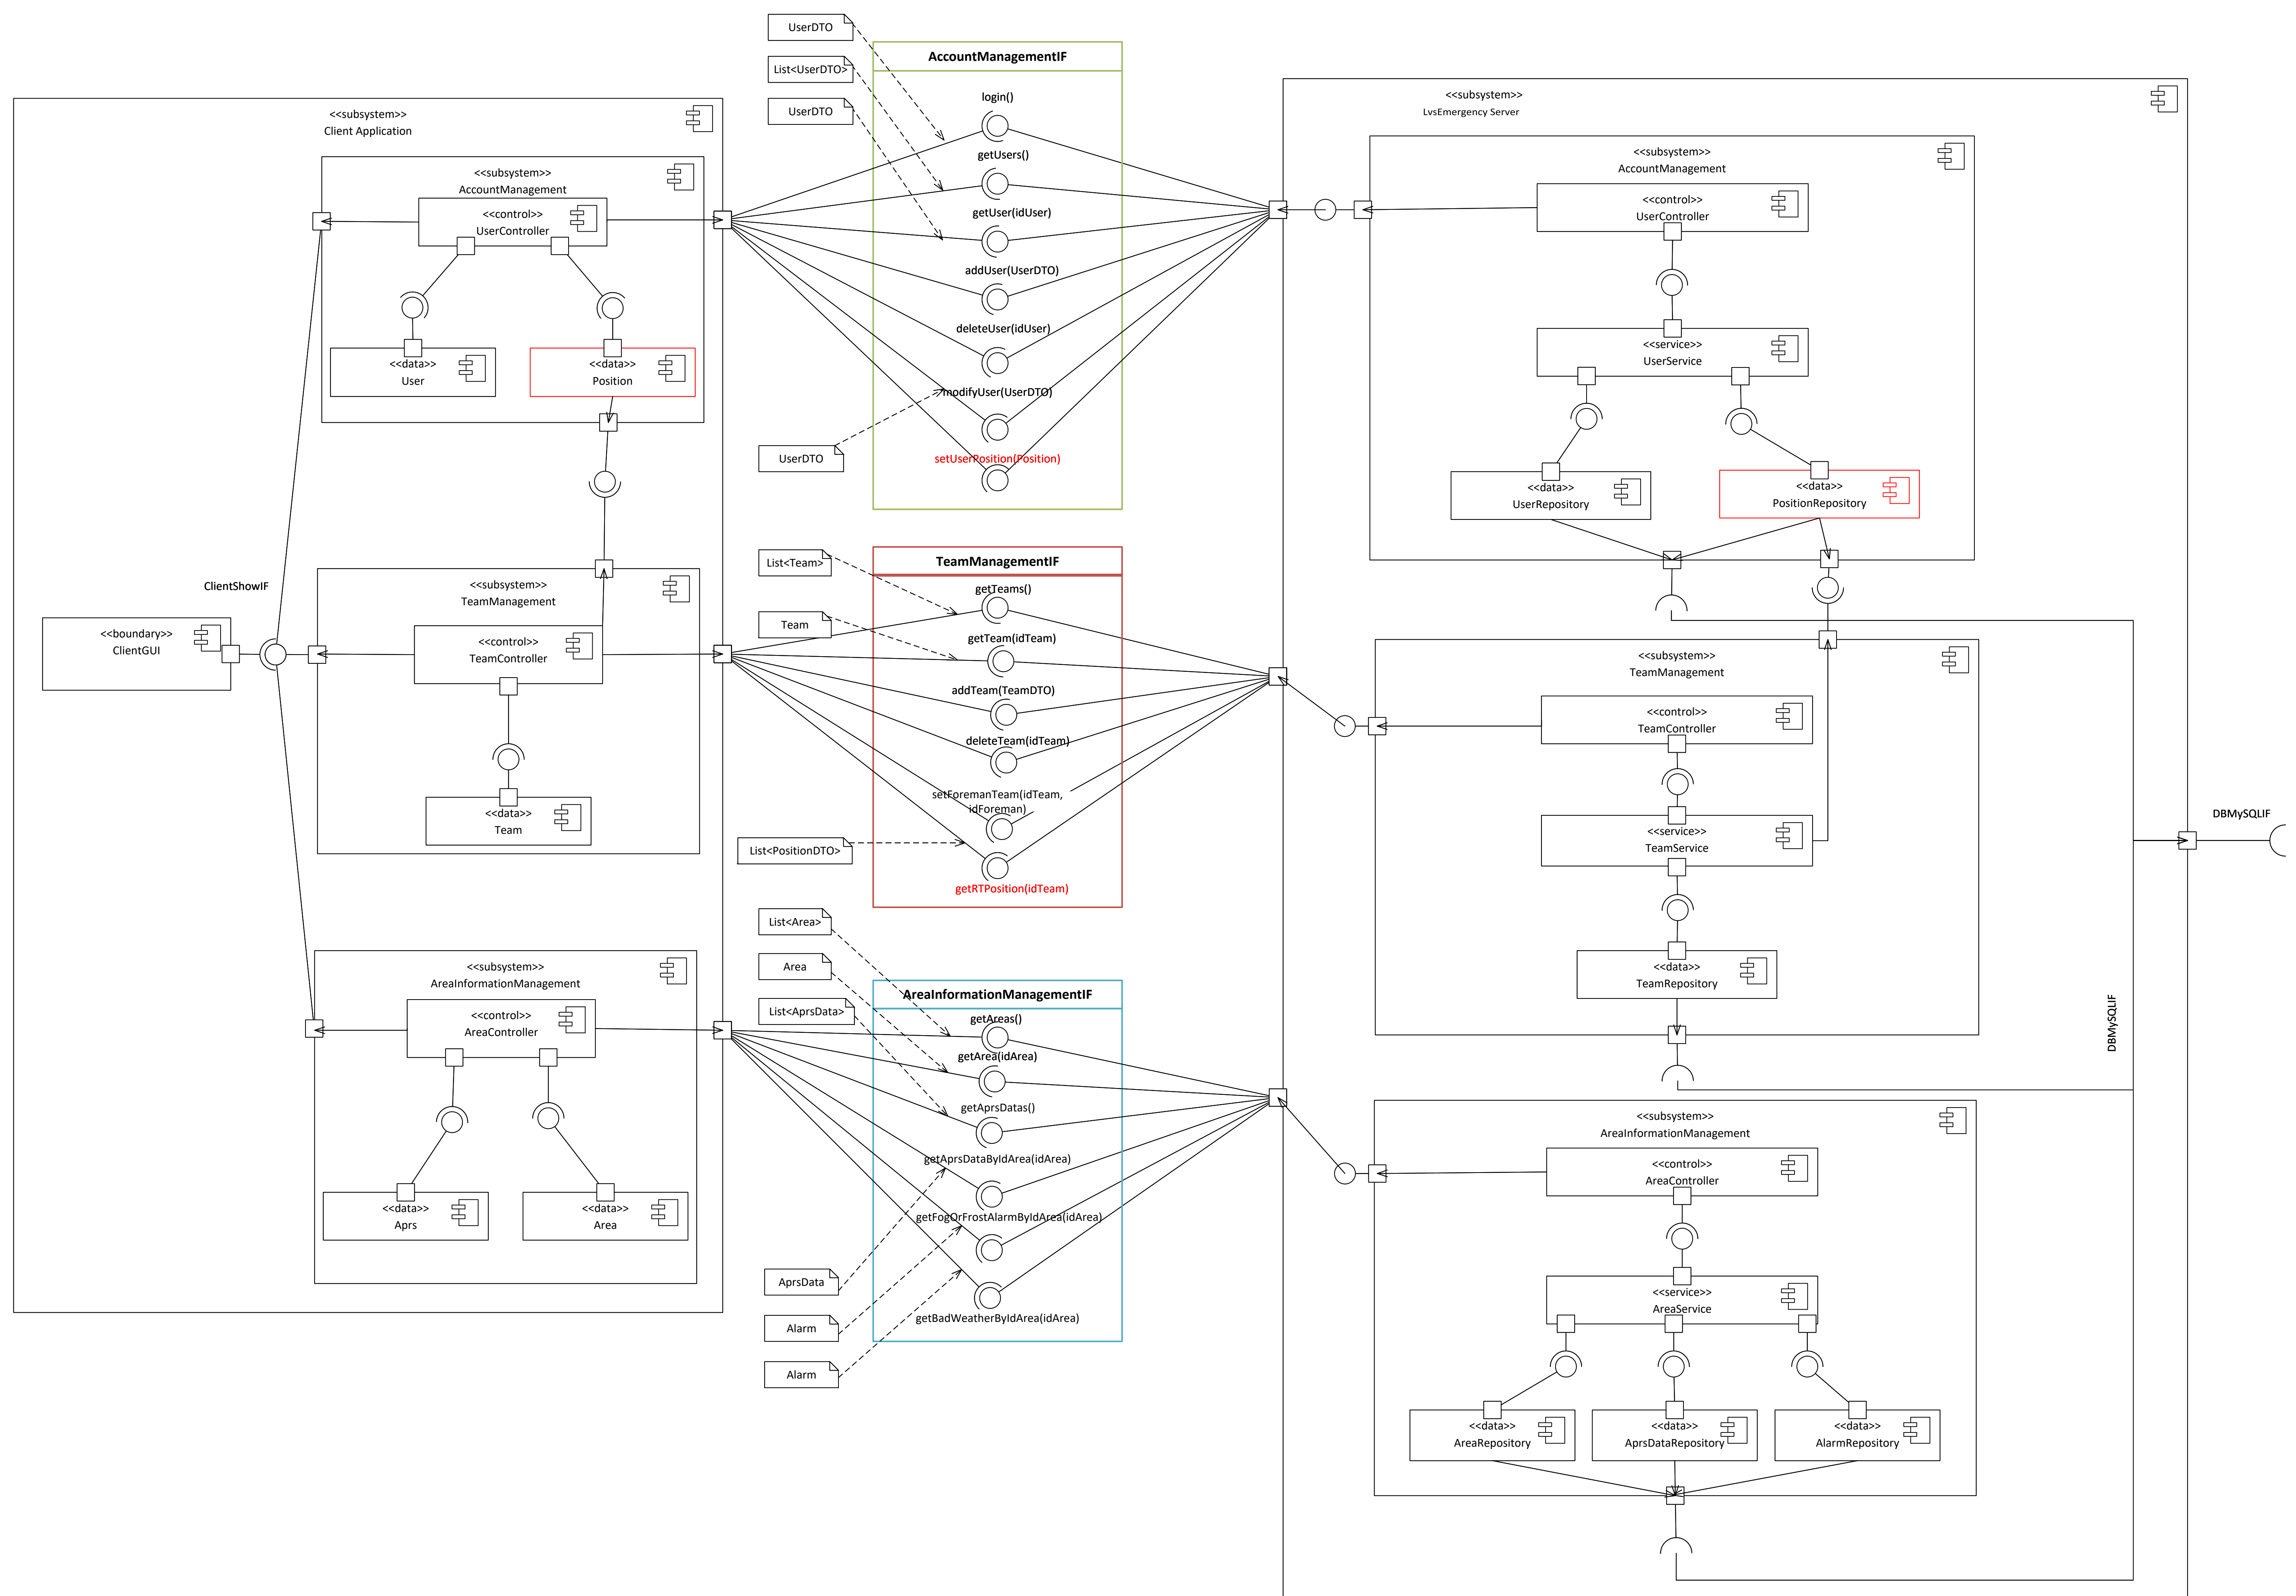 <<subsystem>>
Client Application
<<subsystem>>
AccountManagement
<<control>>
UserController
<<data>>
User
<<data>>
Position
ClientShowIF
<<boundary>>
ClientGUI
<<subsystem>>
TeamManagement
<<control>>
TeamController
<<data>>
Team
<<subsystem>>
AreaInformationManagement
<<control>>
AreaController
<<data>>
Aprs
<<data>>
Area
UserDTO
List<UserDTO>
UserDTO
UserDTO
AccountManagementIF
login()
getUsers()
getUser(idUser)
addUser(UserDTO)
deleteUser(idUser)
modifyUser(UserDTO)
setUserPosition(Position)
List<Team>
Team
List<PositionDTO>
TeamManagementIF
getTeams()
getTeam(idTeam)
addTeam(TeamDTO)
deleteTeam(idTeam)
setForemanTeam(idTeam,
idForeman)
getRTPosition(idTeam)
List<Area>
Area
List<AprsData>
AprsData
Alarm
Alarm
AreaInformationManagementIF
getAreas()
getArea(idArea)
getAprsDatas()
getAprsDataByIdArea(idArea)
getFogOrFrostAlarmByIdArea(idArea)
getBadWeatherByIdArea(idArea)
<<subsystem>>
LvsEmergency Server
<<subsystem>>
AccountManagement
<<control>>
UserController
<<service>>
UserService
<<data>>
UserRepository
<<data>>
PositionRepository
<<subsystem>>
TeamManagement
<<control>>
TeamController
<<service>>
TeamService
<<data>>
TeamRepository
<<subsystem>>
AreaInformationManagement
<<control>>
AreaController
<<service>>
AreaService
<<data>>
AreaRepository
<<data>>
AprsDataRepository
<<data>>
AlarmRepository
DBMySQLIF
DBMySQLIF